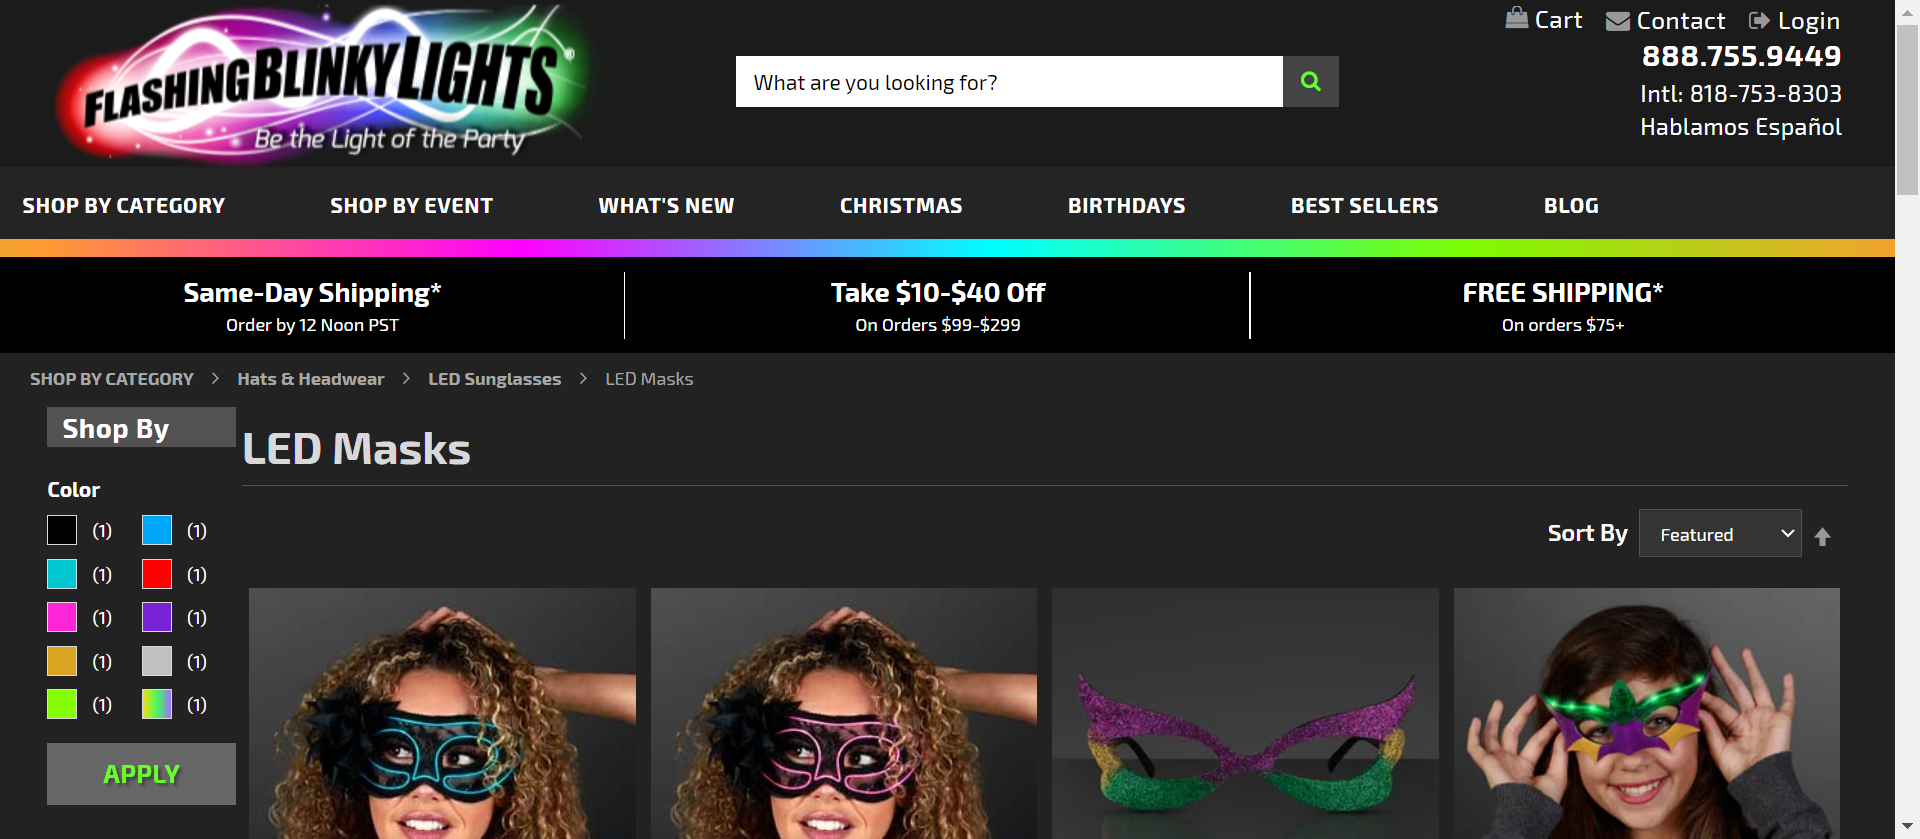 FLASHINGBLINKYLIGHTS®
Be the Light of the Party
What are you looking for?
Cart
Contact
Login
888.755.9449
Intl: 818-753-8303
Hablamos Español
SHOP BY CATEGORY
SHOP BY EVENT
WHAT'S NEW
CHRISTMAS
BIRTHDAYS
BEST SELLERS
BLOG
Same-Day Shipping*
Order by 12 Noon PST
Take $10-$40 Off
On Orders $99-$299
FREE SHIPPING*
On orders $75+
SHOP BY CATEGORY > Hats & Headwear > LED Sunglasses > LED Masks
Shop By
LED Masks
Color
(1) (1)
(1) (1)
(1) (1)
(1) (1)
(1) (1)
APPLY
Sort By Featured